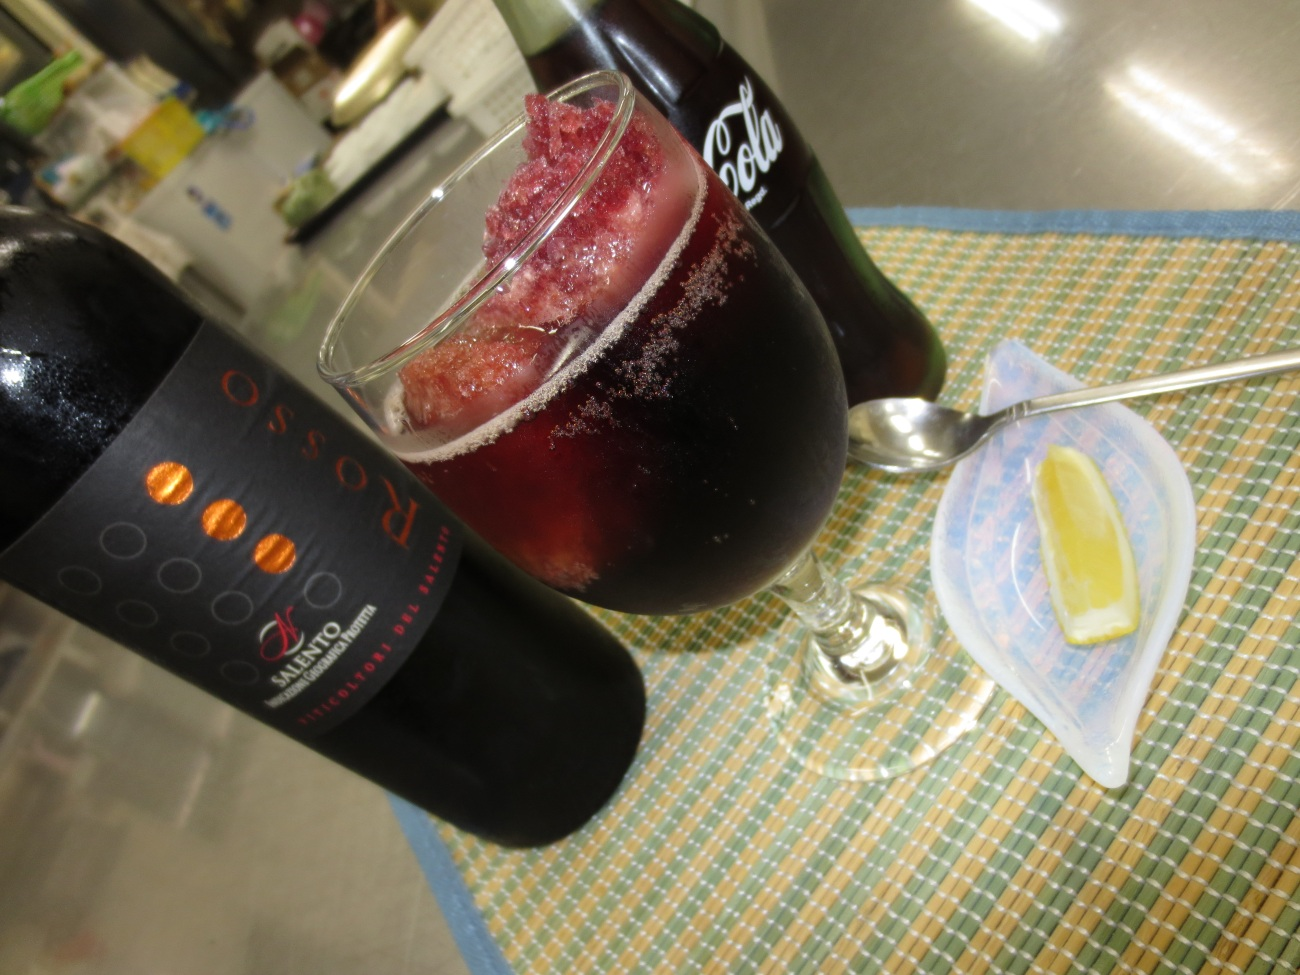 ROSSO
N
SALENTO
INDICAZIONE GEOGRAFICA PROTETTA
VITICOLTORI DEL SALENTO
Cola